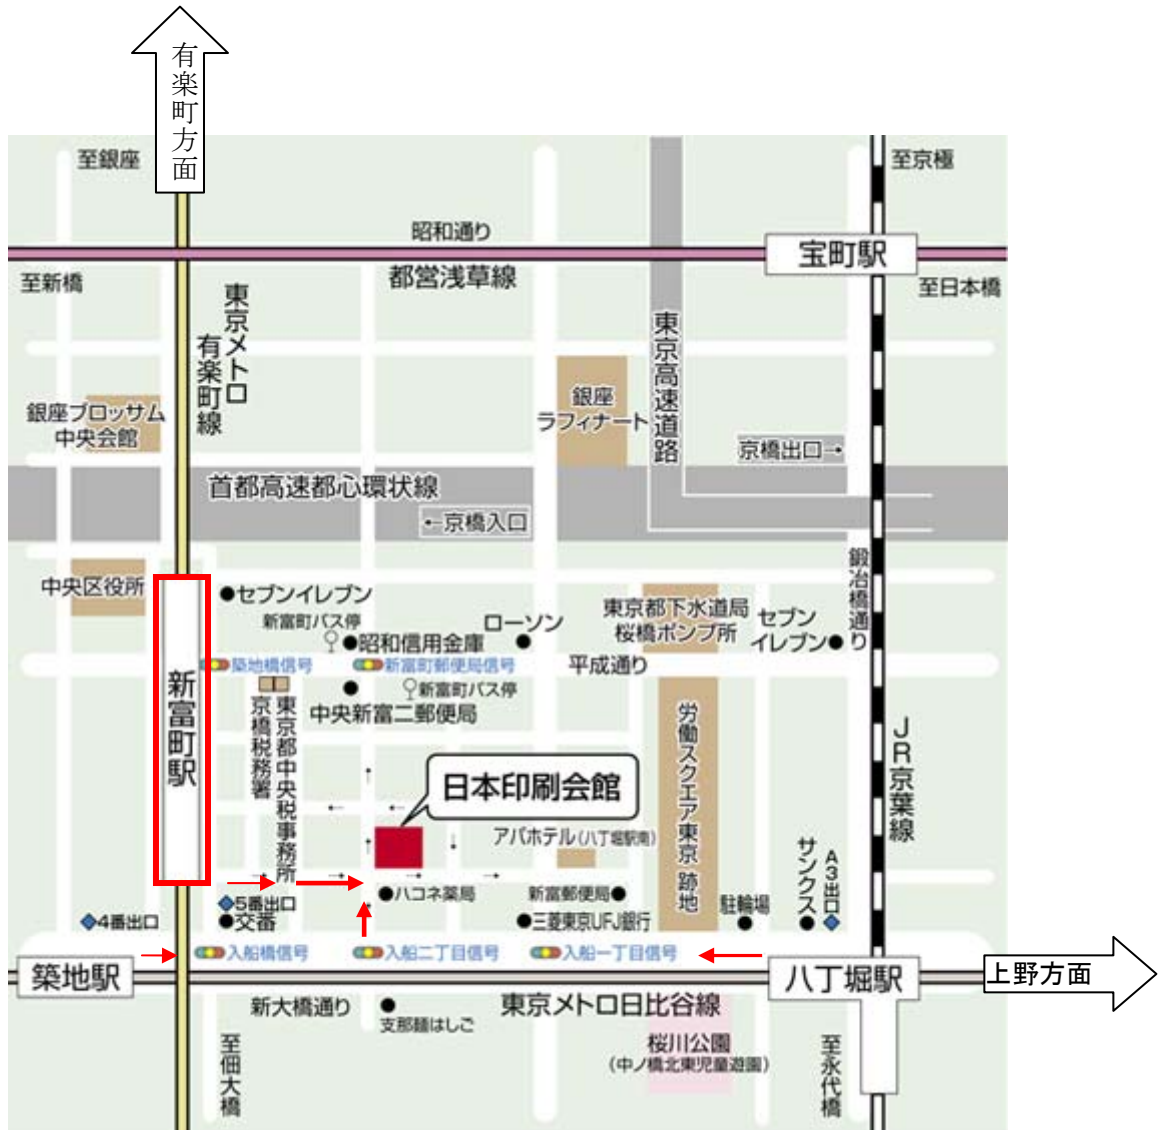 有楽町方面
至銀座
至京極
昭和通り
宝町駅
至新橋
都営浅草線
至日本橋
東京メトロ
有楽町線
東京高速道路
銀座ブロッサム
中央会館
銀座
ラフィナート
京橋出口→
首都高速都心環状線
←京橋入口
中央区役所
セブンイレブン
新富町バス停
昭和信用金庫
ローソン
東京都下水道局
桜橋ポンプ所
セブン
イレブン
鍛冶橋通り
築地橋信号
新富町郵便局信号
平成通り
新富町駅
新富町バス停
中央新富二郵便局
東京都中央税事務所
京橋税務署
労働スクエア東京 跡地
JR京葉線
日本印刷会館
アパホテル(八丁堀駅南)
サンクス
A3出口
ハコネ薬局
新富郵便局
5番出口
4番出口
交番
三菱東京UFJ銀行
駐輪場
入船橋信号
入船二丁目信号
入船一丁目信号
築地駅
八丁堀駅
上野方面
新大橋通り
東京メトロ日比谷線
支那麺はしご
桜川公園
(中ノ橋北東児童遊園)
至佃大橋
至永代橋